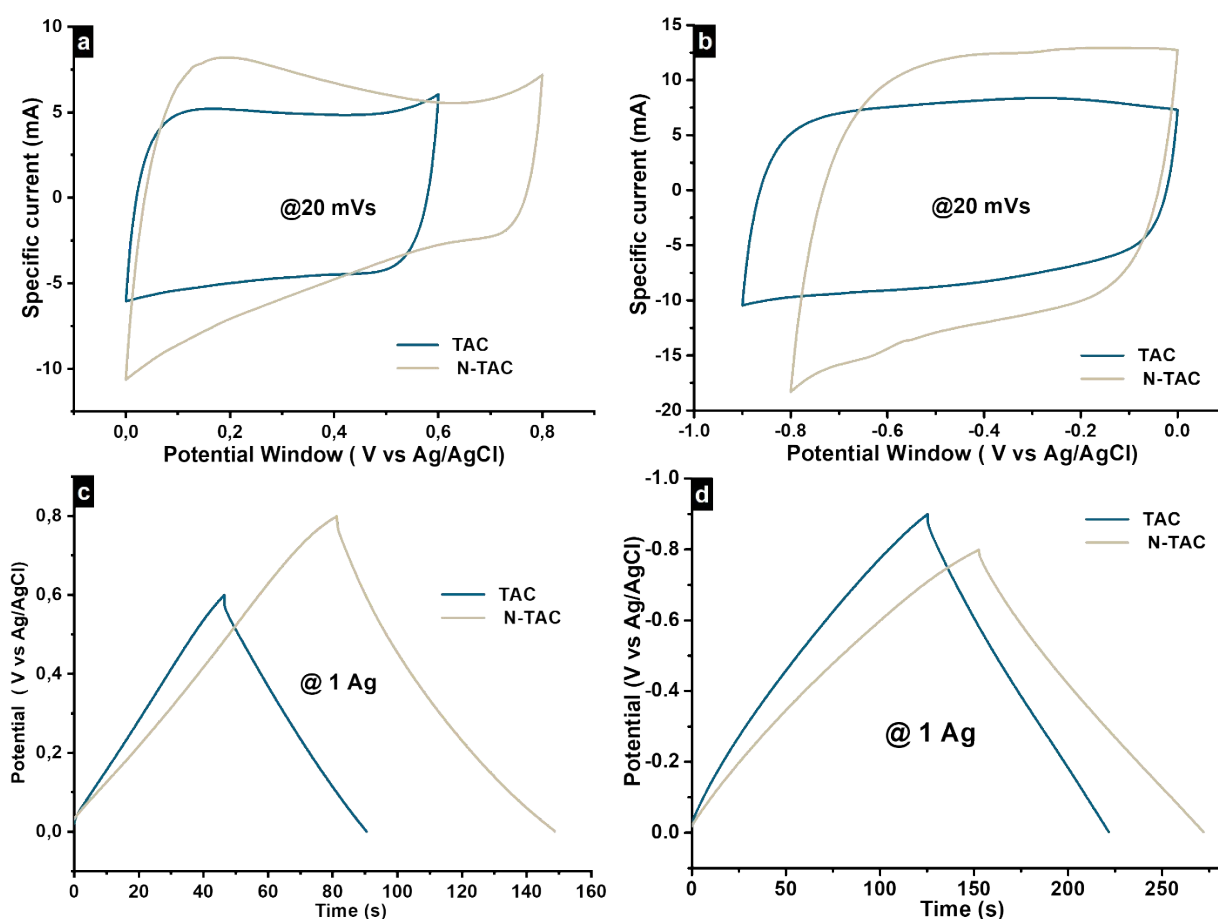 a
10
5
0
-5
-10
Specific current (mA)
@20 mVs
TAC
N-TAC
0,0 0,2 0,4 0,6 0,8
Potential Window ( V vs Ag/AgCl)
b
15
10
5
0
-5
-10
-15
-20
Specific current (mA)
@20 mVs
TAC
N-TAC
-1.0 -0.8 -0.6 -0.4 -0.2 0.0
Potential Window ( V vs Ag/AgCl)
c
0,8
0,6
0,4
0,2
0,0
Potential ( V vs Ag/AgCl)
TAC
N-TAC
@ 1 Ag
0 20 40 60 80 100 120 140 160
Time (s)
d
-1.0
-0.8
-0.6
-0.4
-0.2
0.0
Potential (V vs Ag/AgCl)
TAC
N-TAC
@ 1 Ag
0 50 100 150 200 250
Time (s)